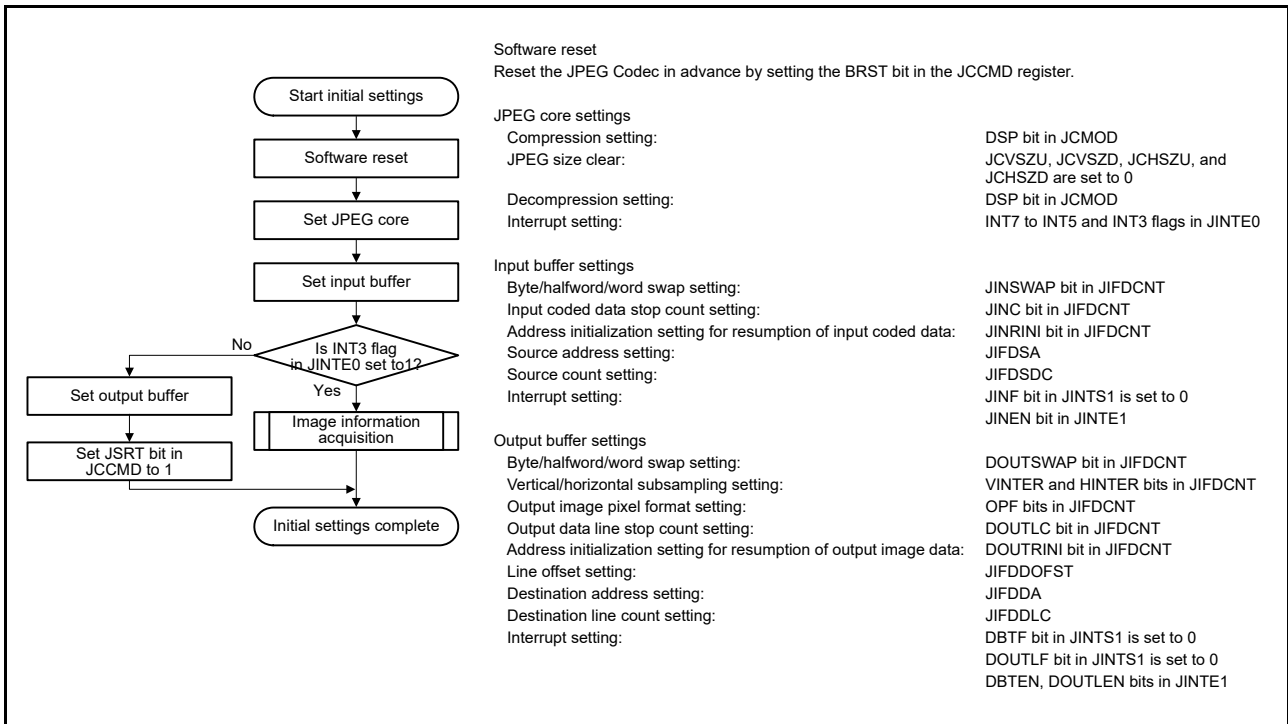 Start initial settings
Software reset
Set JPEG core
Set input buffer
Is INT3 flag
in JINTE0 set to1?
No
Yes
Set output buffer
Set JSRT bit in
JCCMD to 1
Image information
acquisition
Initial settings complete
Software reset
Reset the JPEG Codec in advance by setting the BRST bit in the JCCMD register.
JPEG core settings
Compression setting: DSP bit in JCMOD
JPEG size clear: JCVSZU, JCVSZD, JCHSZU, and
JCHSZD are set to 0
Decompression setting: DSP bit in JCMOD
Interrupt setting: INT7 to INT5 and INT3 flags in JINTE0
Input buffer settings
Byte/halfword/word swap setting: JINSWAP bit in JIFDCNT
Input coded data stop count setting: JINC bit in JIFDCNT
Address initialization setting for resumption of input coded data: JINRINI bit in JIFDCNT
Source address setting: JIFDSA
Source count setting: JIFDSDC
Interrupt setting: JINF bit in JINTS1 is set to 0
JINEN bit in JINTE1
Output buffer settings
Byte/halfword/word swap setting: DOUTSWAP bit in JIFDCNT
Vertical/horizontal subsampling setting: VINTER and HINTER bits in JIFDCNT
Output image pixel format setting: OPF bits in JIFDCNT
Output data line stop count setting: DOUTLC bit in JIFDCNT
Address initialization setting for resumption of output image data: DOUTRINI bit in JIFDCNT
Line offset setting: JIFDDOFST
Destination address setting: JIFDDA
Destination line count setting: JIFDDLC
Interrupt setting: DBTF bit in JINTS1 is set to 0
DOUTLF bit in JINTS1 is set to 0
DBTEN, DOUTLEN bits in JINTE1